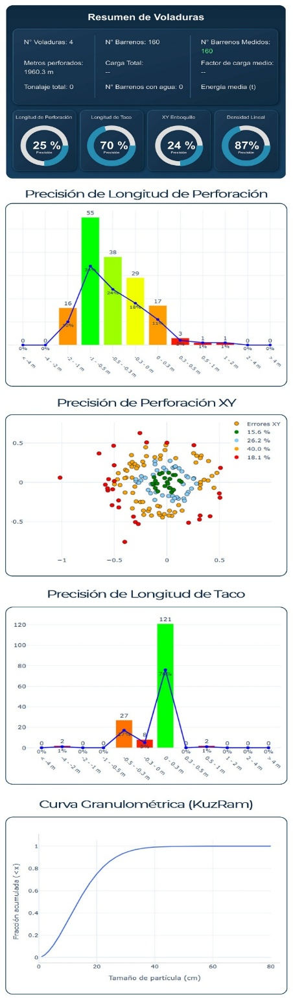 Resumen de Voladuras
N° Voladuras: 4
N° Barrenos: 160
N° Barrenos Medidos:
160
Metros perforados:
1960.3 m
Carga Total:
--
Factor de carga medio:
--
Tonalaje total: 0
N° Barrenos con agua: 0
Energía media (t)
Longitud de Perforación
25 %
Precisión
Longitud de Taco
70 %
Precisión
XY Enboquille
24 %
Precisión
Densidad Lineal
87%
Precisión
Precisión de Longitud de Perforación
0 0 16 55 38 29 17 3 1 1 0 0
0% 0% 10% 34% 24% 18% 11% 2% 1% 1% 0% 0%
< -4 m
-4 - -2 m
-2 - -1 m
-1 - -0.5 m
-0.5 - -0.3 m
-0.3 - 0 m
0 - 0.3 m
0.3 - 0.5 m
0.5 - 1 m
1 - 2 m
2 - 4 m
> 4 m
Precisión de Perforación XY
Errores XY
15.6 %
26.2 %
40.0 %
18.1 %
0.5
0
-0.5
−1 −0.5 0 0.5
Precisión de Longitud de Taco
120
100
80
60
40
20
0
0 2 0 0 27 8 121 0 2 0 0 0
0% 1% 0% 0% 17% 5% 76% 0% 1% 0% 0% 0%
< -4 m
-4 - -2 m
-2 - -1 m
-1 - -0.5 m
-0.5 - -0.3 m
-0.3 - 0 m
0 - 0.3 m
0.3 - 0.5 m
0.5 - 1 m
1 - 2 m
2 - 4 m
> 4 m
Curva Granulométrica (KuzRam)
Fracción acumulada (<x)
1
0.8
0.6
0.4
0.2
0
0 20 40 60 80
Tamaño de partícula (cm)